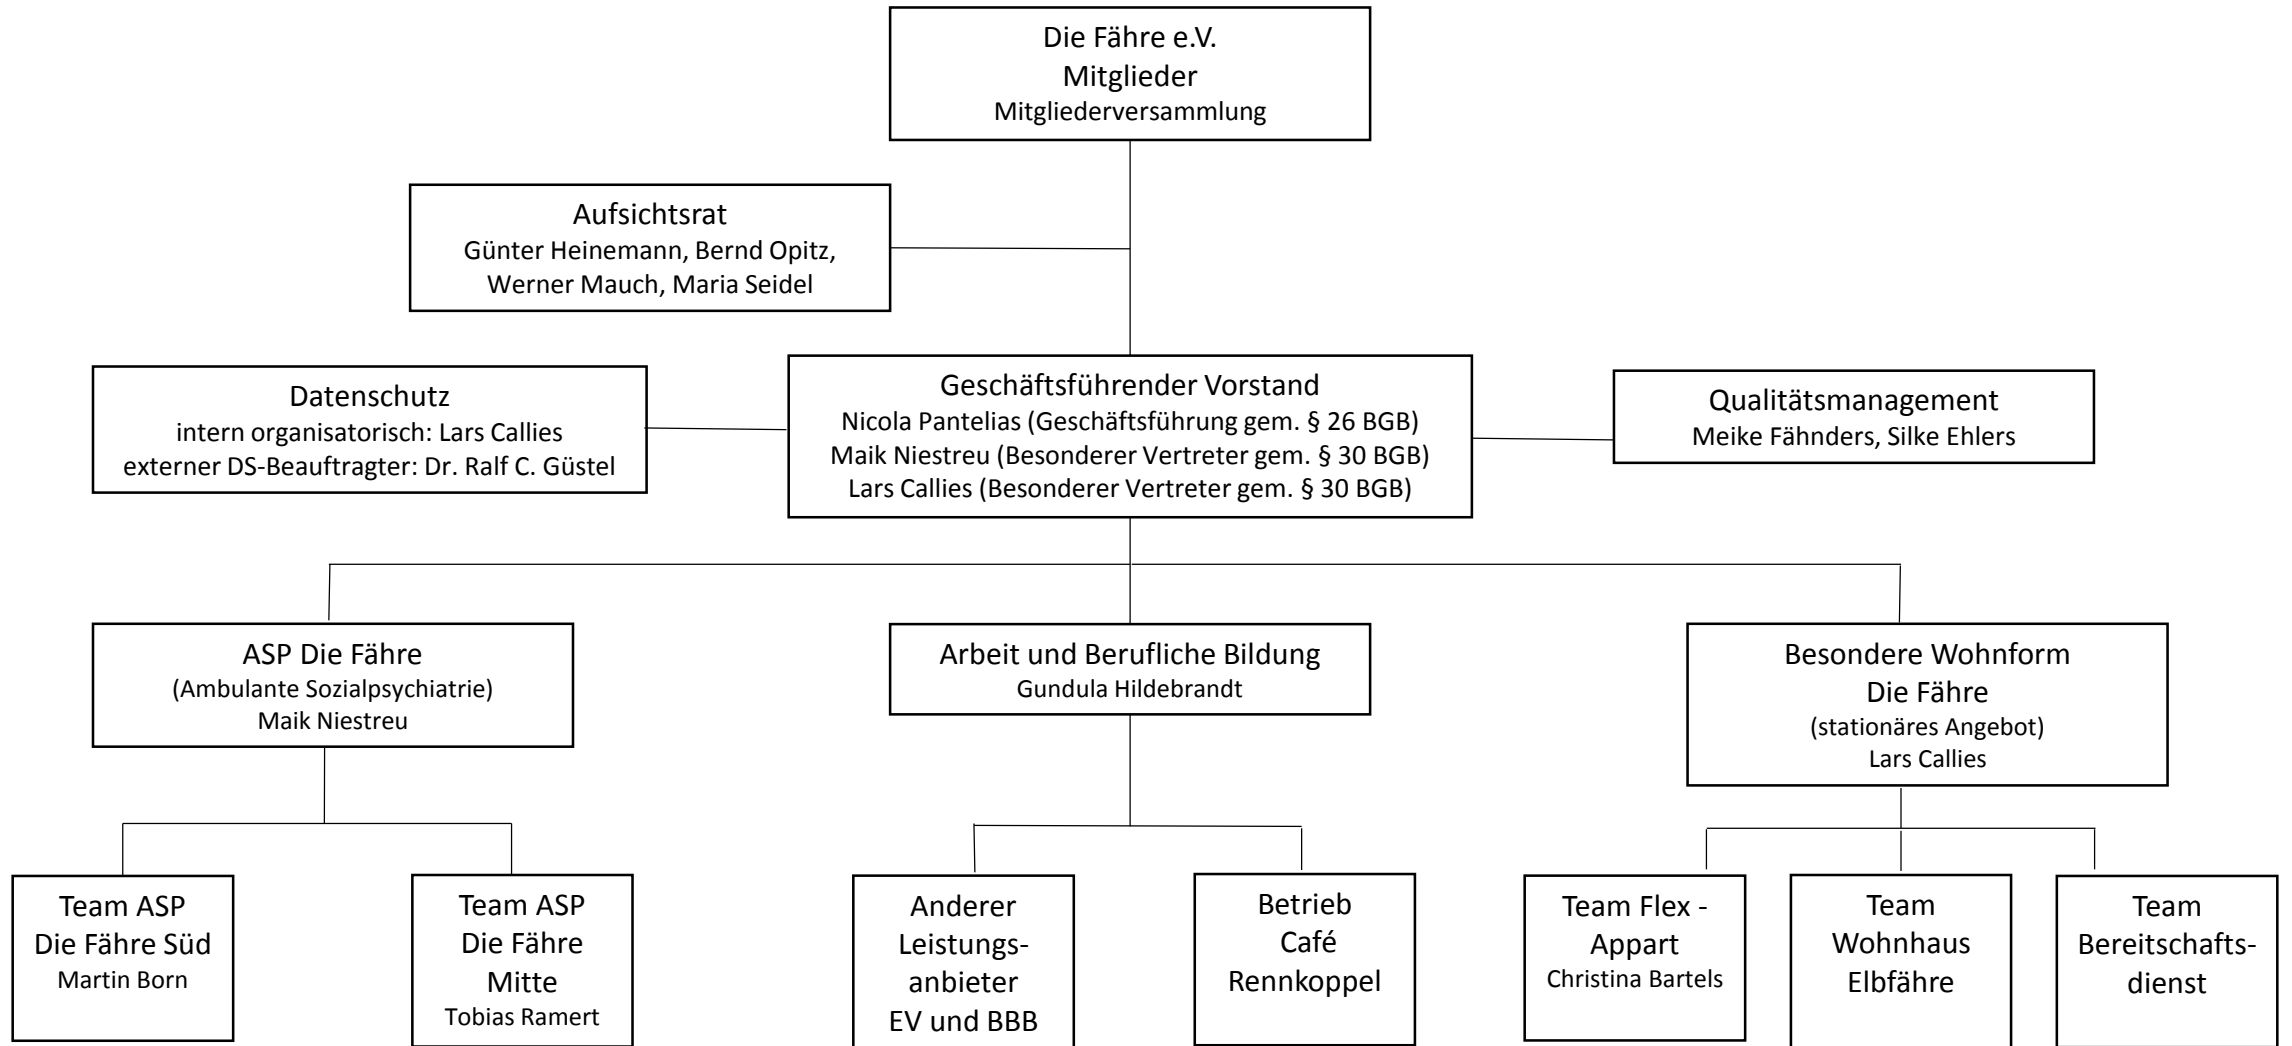 Die Fähre e.V.
Mitglieder
Mitgliederversammlung
Aufsichtsrat
Günter Heinemann, Bernd Opitz,
Werner Mauch, Maria Seidel
Datenschutz
intern organisatorisch: Lars Callies
externer DS-Beauftragter: Dr. Ralf C. Güstel
Geschäftsführender Vorstand
Nicola Pantelias (Geschäftsführung gem. § 26 BGB)
Maik Niestreu (Besonderer Vertreter gem. § 30 BGB)
Lars Callies (Besonderer Vertreter gem. § 30 BGB)
Qualitätsmanagement
Meike Fähnders, Silke Ehlers
ASP Die Fähre
(Ambulante Sozialpsychiatrie)
Maik Niestreu
Arbeit und Berufliche Bildung
Gundula Hildebrandt
Besondere Wohnform
Die Fähre
(stationäres Angebot)
Lars Callies
Team ASP
Die Fähre Süd
Martin Born
Team ASP
Die Fähre
Mitte
Tobias Ramert
Anderer
Leistungs-
anbieter
EV und BBB
Betrieb
Café
Rennkoppel
Team Flex -
Appart
Christina Bartels
Team
Wohnhaus
Elbfähre
Team
Bereitschafts-
dienst